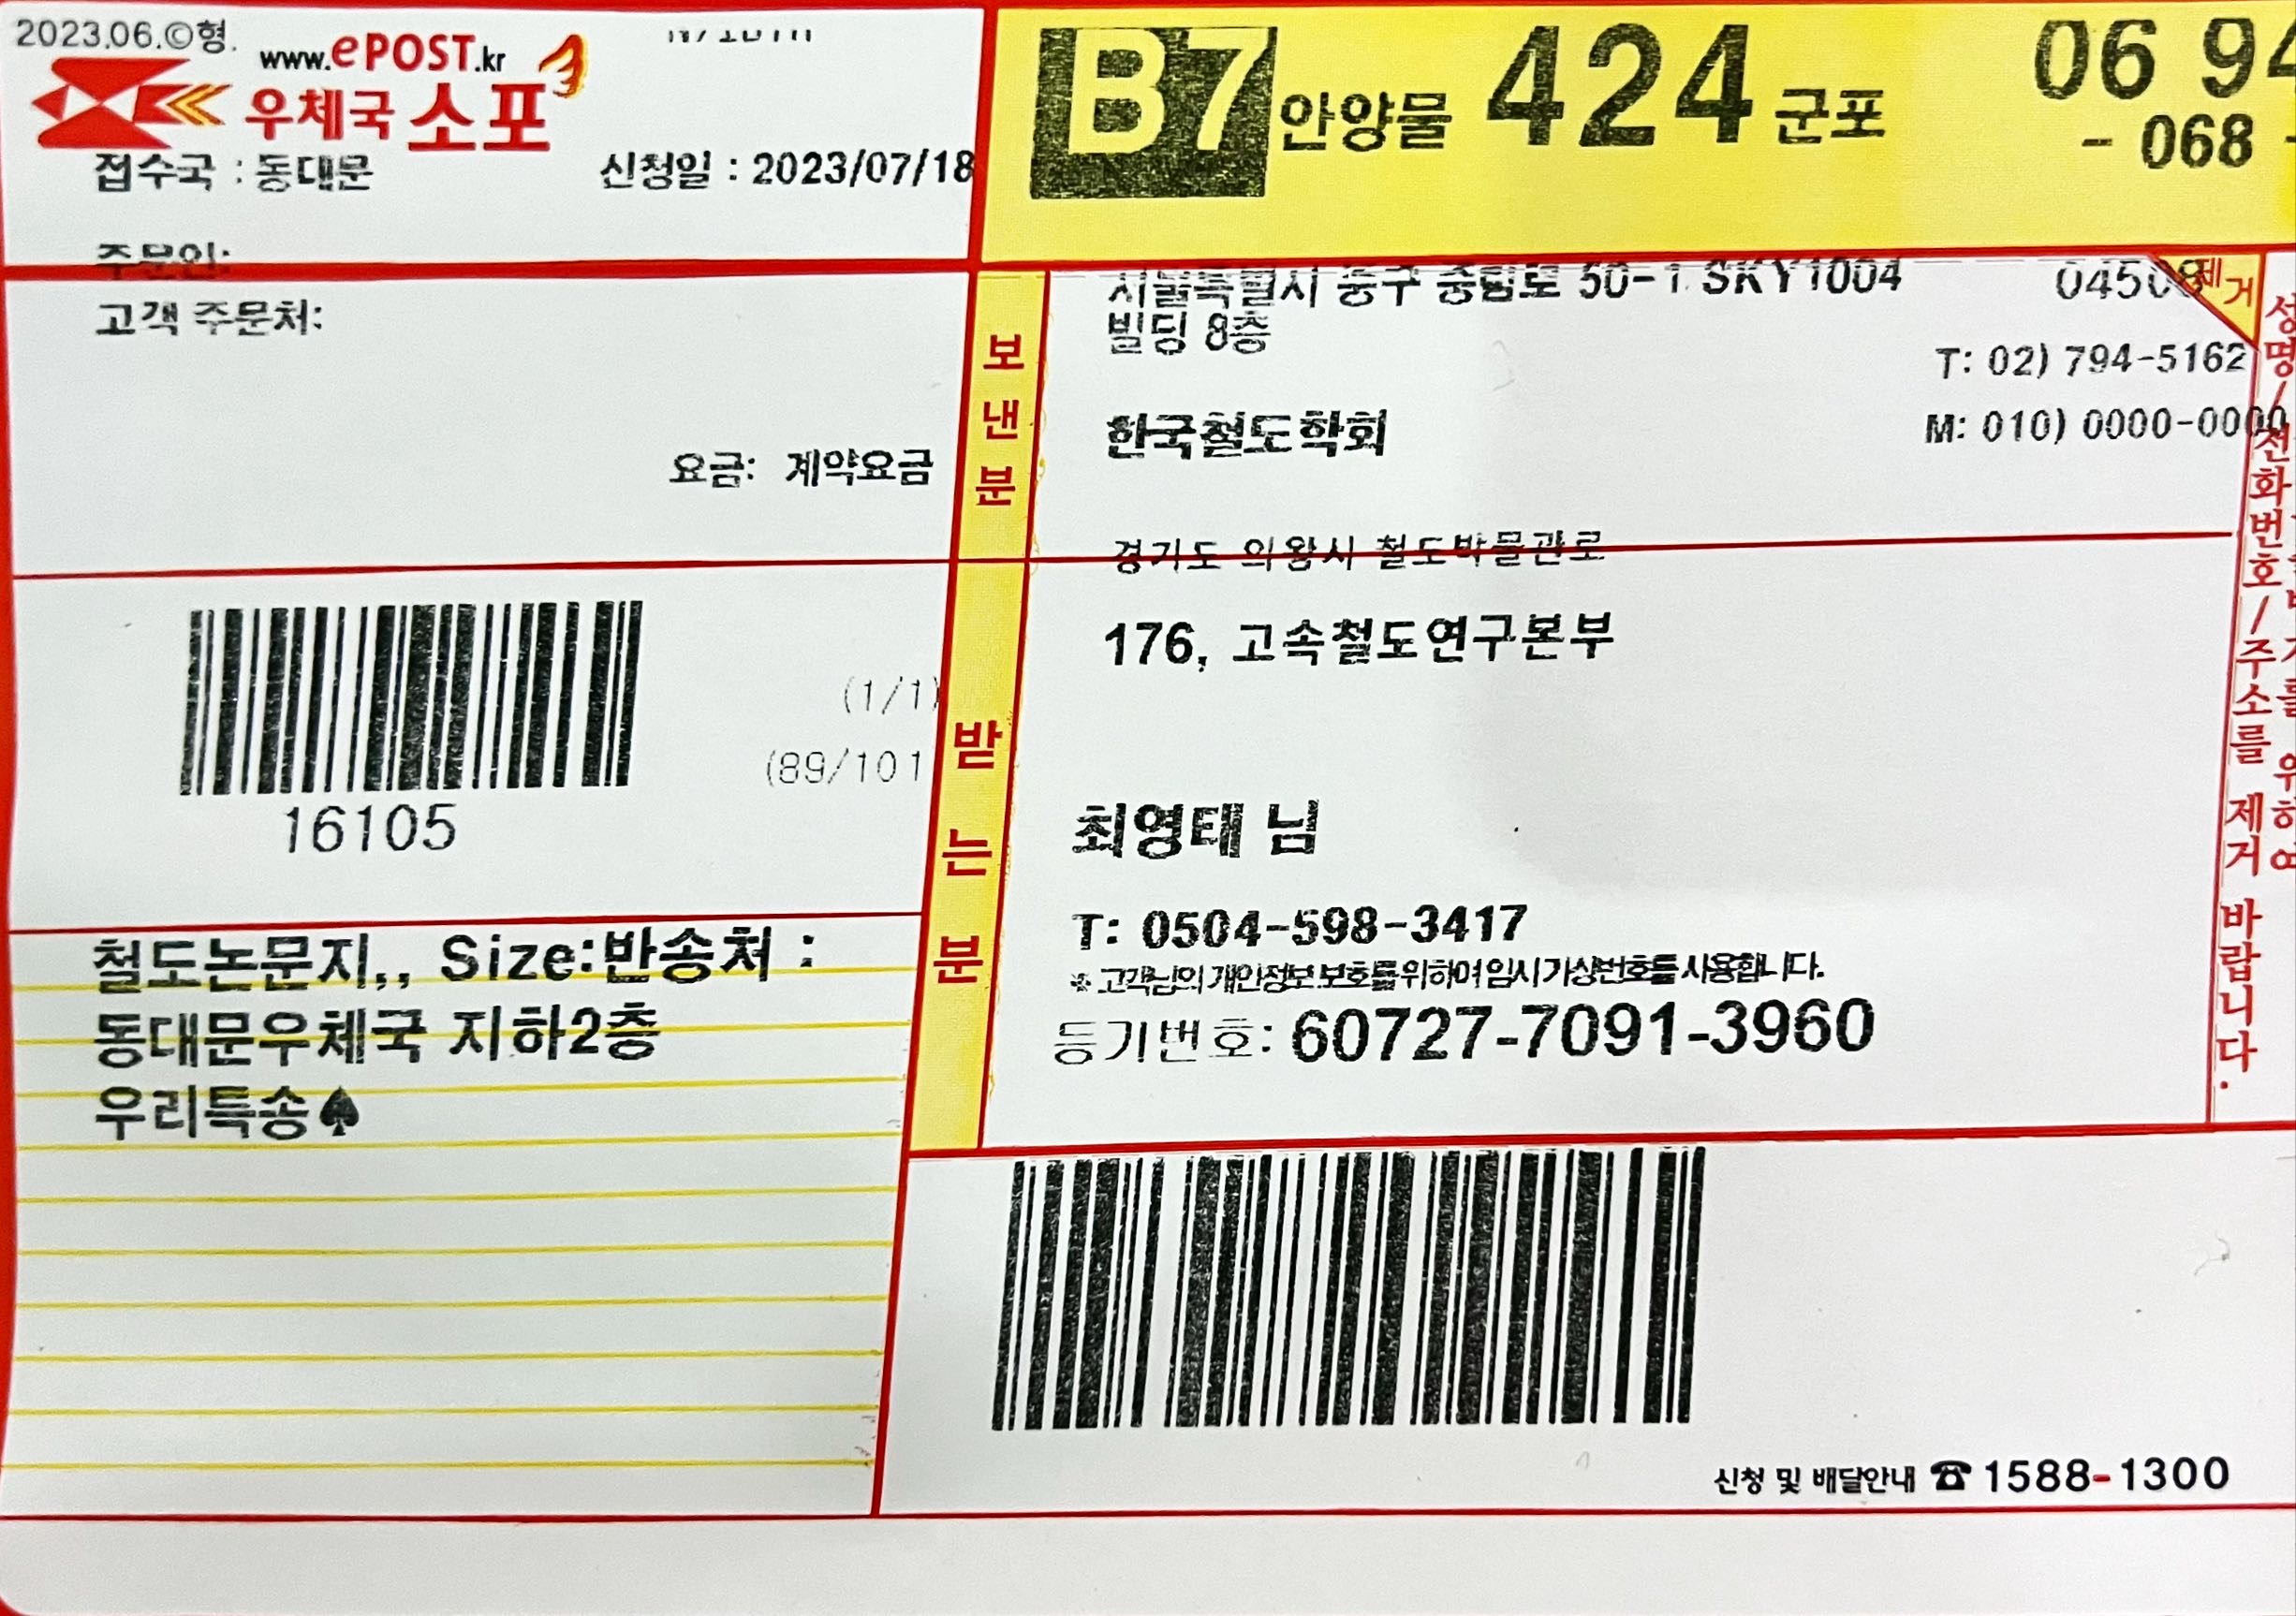 2023.06.©형.
www.ePOST.kr
우체국 소포
접수국 : 동대문
신청일 : 2023/07/18
주문인:
고객 주문처:
요금: 계약요금
B7 안양물 424 군포
06 94
- 068 -
보낸분
서울특별시 중구 중림로 50-1 SKY1004
빌딩 8층
04508
제거
T: 02) 794-5162
한국철도학회
M: 010) 0000-0000
받는분
경기도 의왕시 철도박물관로
176, 고속철도연구본부
최영태 님
T: 0504-598-3417
※ 고객님의 개인정보 보호를 위하여 임시 가상번호를 사용합니다.
등기번호: 60727-7091-3960
(1/1)
(89/101
16105
철도논문지,, Size:반송처 :
동대문우체국 지하2층
우리특송♠
성명/전화번호/주소를 제거 바랍니다.
신청 및 배달안내 ☎ 1588-1300